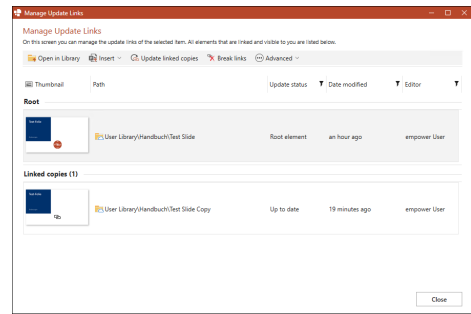 Manage Update Links
Manage Update Links
On this screen you can manage the update links of the selected item. All elements that are linked and visible to you are listed below.
Open in Library Insert Update linked copies Break links Advanced
Thumbnail Path Update status Date modified Editor
Root
User Library\Handbuch\Test Slide Root element an hour ago empower User
Linked copies (1)
User Library\Handbuch\Test Slide Copy Up to date 19 minutes ago empower User
Close